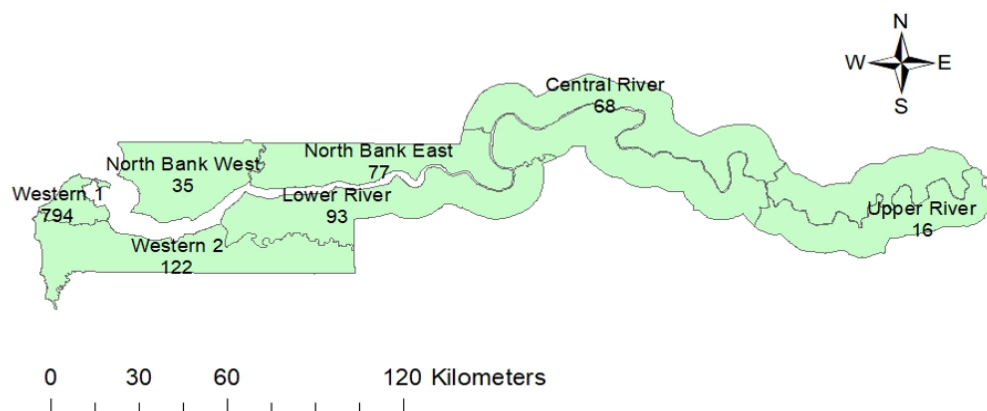 N
W E
S
Central River
68
North Bank East
77
North Bank West
35
Lower River
93
Western 1
794
Upper River
16
Western 2
122
0 30 60 120 Kilometers